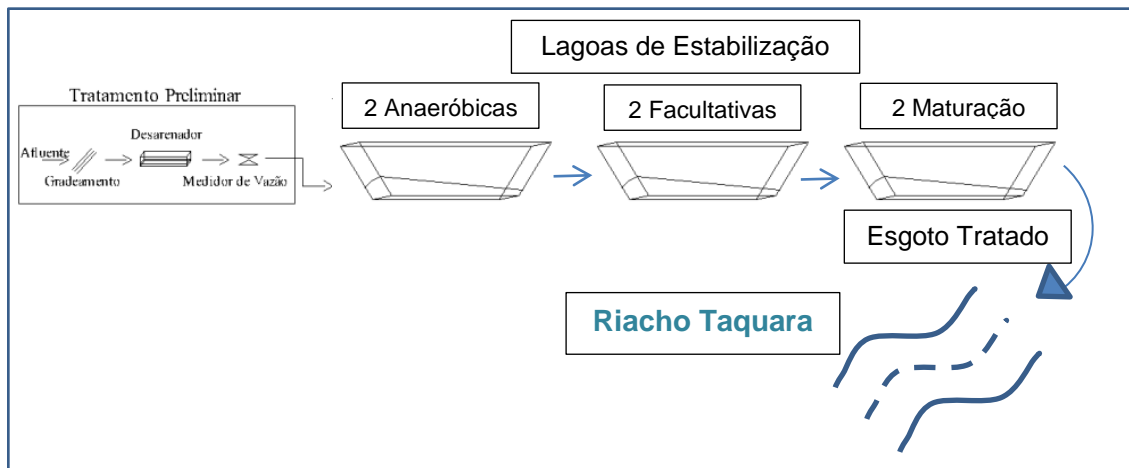 Lagoas de Estabilização
Tratamento Preliminar
Afluente
Gradeamento
Desarenador
Medidor de Vazão
2 Anaeróbicas
2 Facultativas
2 Maturação
Esgoto Tratado
Riacho Taquara